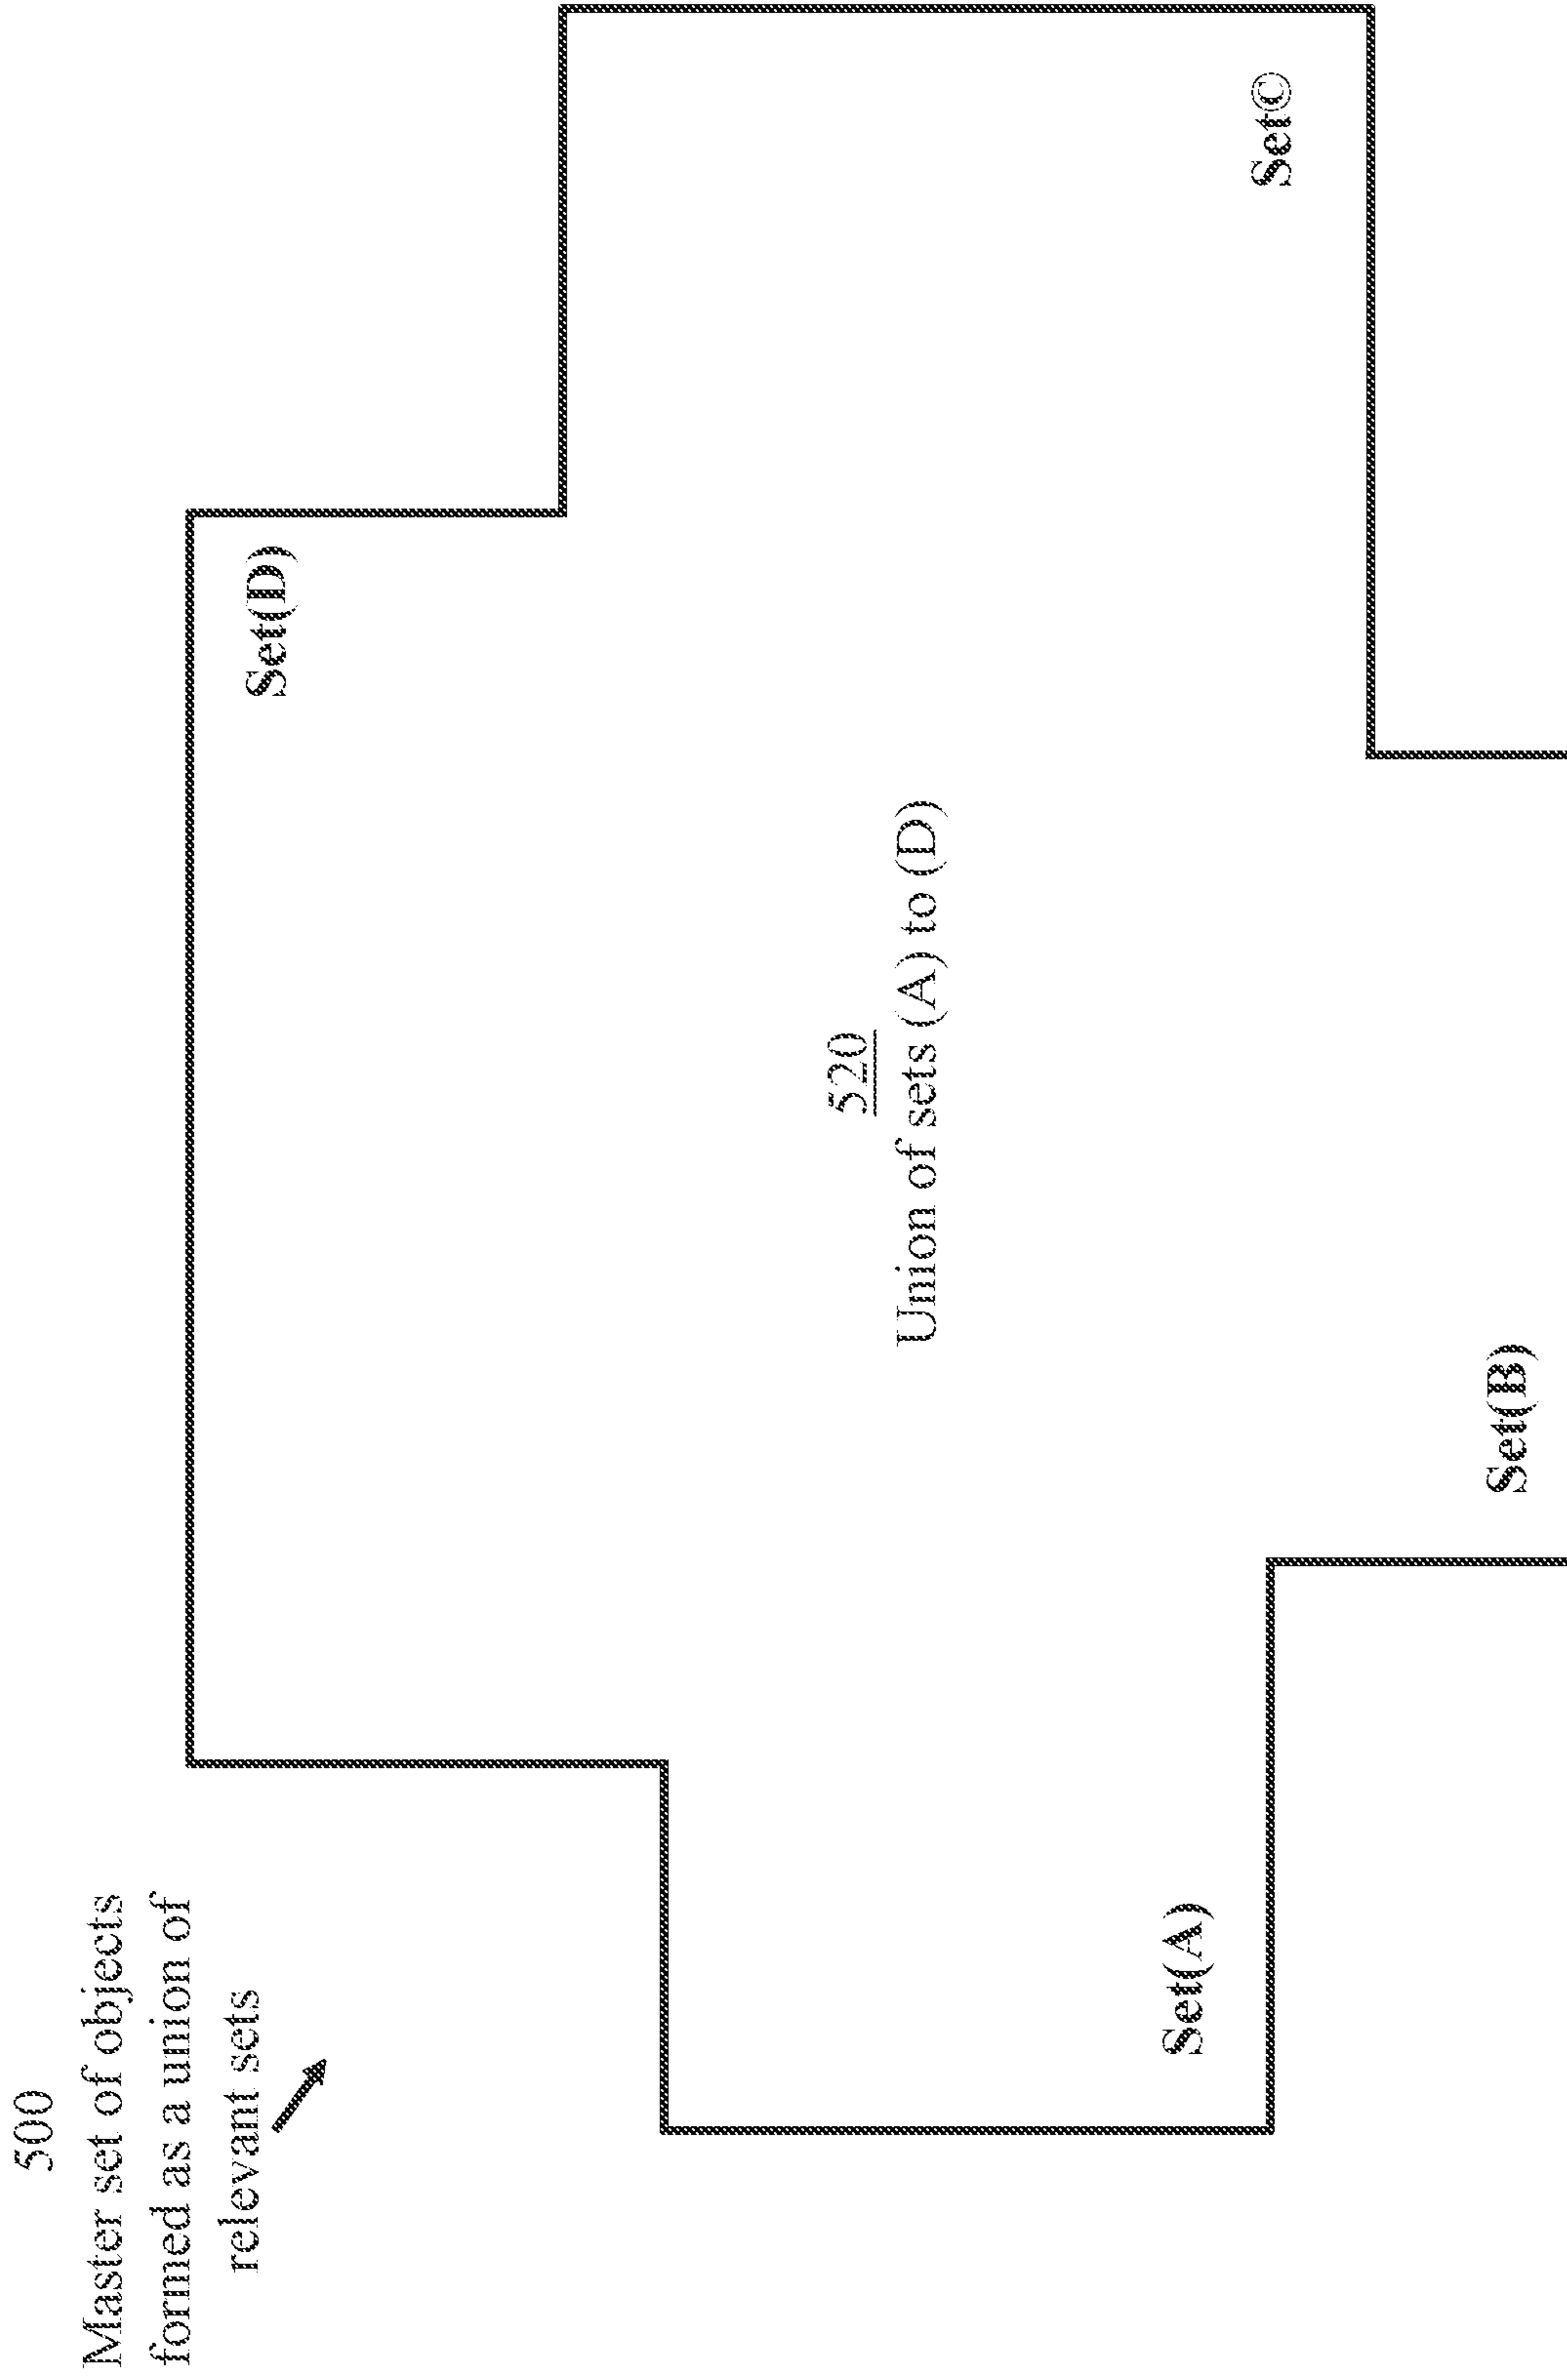 500
Master set of objects
formed as a union of
relevant sets
Set(D)
520
Union of sets (A) to (D)
Set(A)
Set©
Set(B)